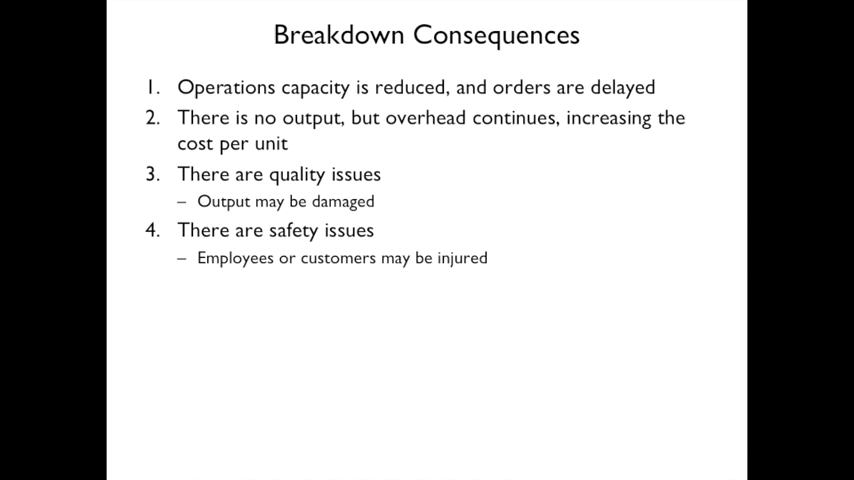 Breakdown Consequences
1. Operations capacity is reduced, and orders are delayed
2. There is no output, but overhead continues, increasing the
cost per unit
3. There are quality issues
– Output may be damaged
4. There are safety issues
– Employees or customers may be injured